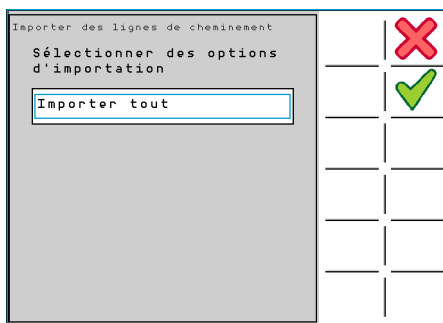 Importer des lignes de cheminement
Sélectionner des options
d'importation
Importer tout